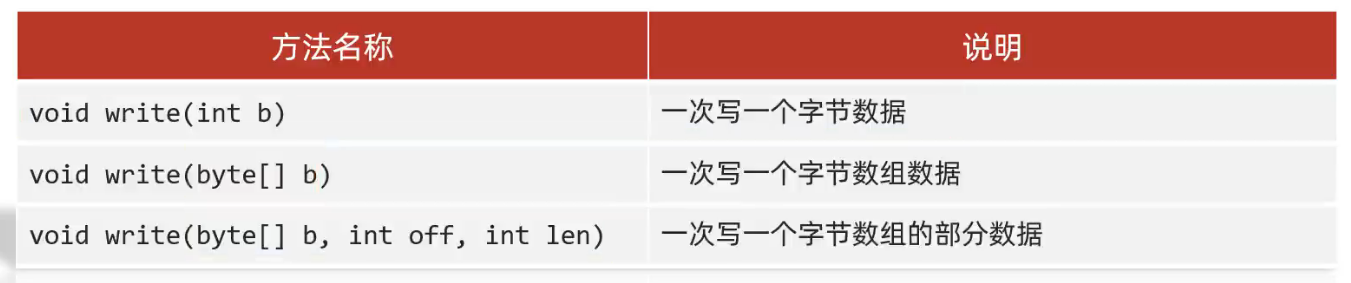 方法名称 说明
void write(int b) 一次写一个字节数据
void write(byte[] b) 一次写一个字节数组数据
void write(byte[] b, int off, int len) 一次写一个字节数组的部分数据